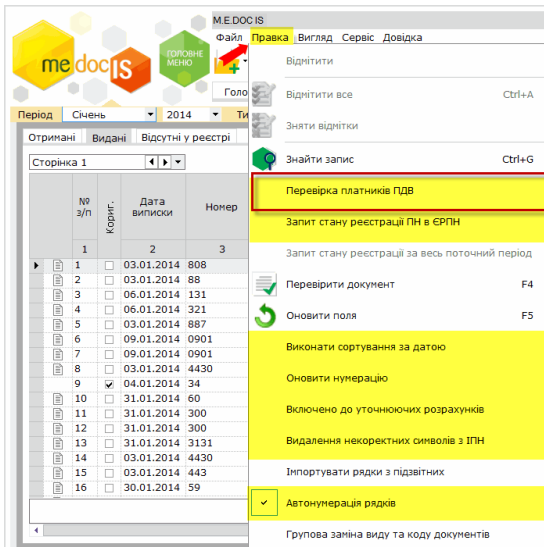 M.E.DOC IS
Файл Правка Вигляд Сервіс Довідка
me doc IS
ГОЛОВНЕ МЕНЮ
Голо
Період Січень 2014 Ти
Отримані Видані Відсутні у реєстрі
Сторінка 1
№ з/п Кориг. Дата виписки Номер
1 2 3
1 03.01.2014 808
2 03.01.2014 88
3 06.01.2014 131
4 06.01.2014 321
5 03.01.2014 887
6 09.01.2014 0901
7 09.01.2014 0901
8 03.01.2014 4430
9 04.01.2014 34
10 31.01.2014 60
11 31.01.2014 300
12 31.01.2014 300
13 31.01.2014 3131
14 03.01.2014 4430
15 03.01.2014 443
16 30.01.2014 59
Відмітити
Відмітити все Ctrl+A
Зняти відмітки
Знайти запис Ctrl+G
Перевірка платників ПДВ
Запит стану реєстрації ПН в ЄРПН
Запит стану реєстрації за весь поточний період
Перевірити документ F4
Оновити поля F5
Виконати сортування за датою
Оновити нумерацію
Включено до уточнюючих розрахунків
Видалення некоректних символів з ІПН
Імпортувати рядки з підзвітних
Автонумерація рядків
Групова заміна виду та коду документів